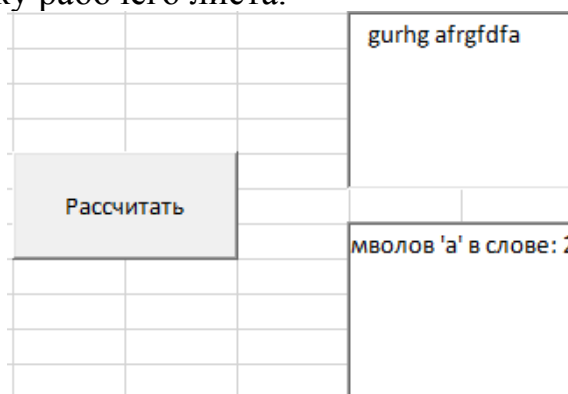 рабочего листа.
gurhg afrgfdfa
Рассчитать
мволов 'a' в слове: 2